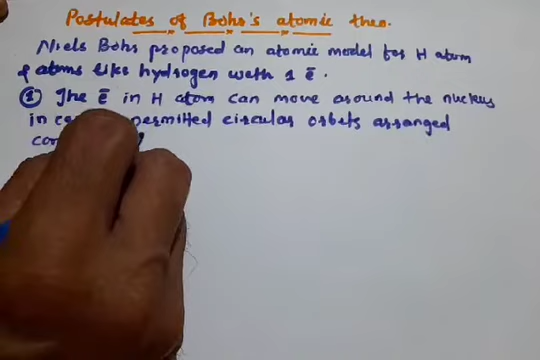 Postulates of Bohr's atomic theo.
Niels Bohr proposed an atomic model for H atom
& atoms like hydrogen with 1 ē.
① The ē in H atom can move around the nucleus
in permitted circular orbits arranged